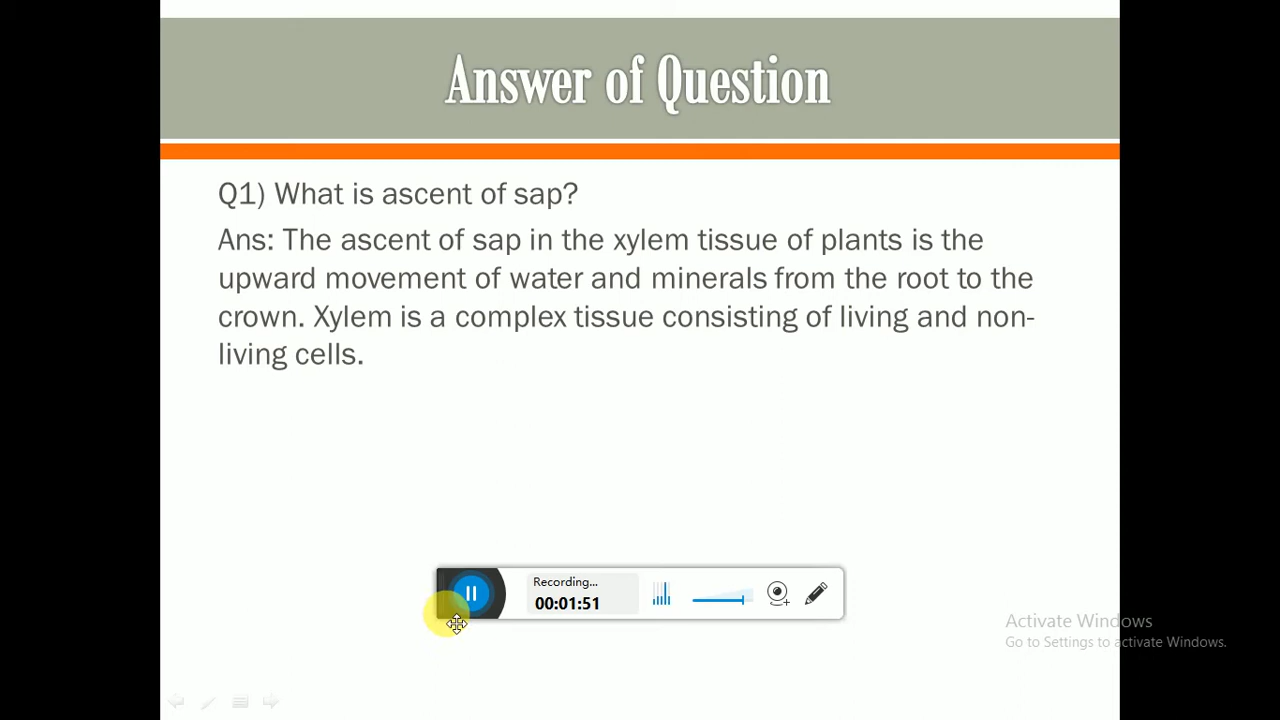 Answer of Question
Q1) What is ascent of sap?
Ans: The ascent of sap in the xylem tissue of plants is the
upward movement of water and minerals from the root to the
crown. Xylem is a complex tissue consisting of living and non-
living cells.
Recording...
00:01:51
Activate Windows
Go to Settings to activate Windows.